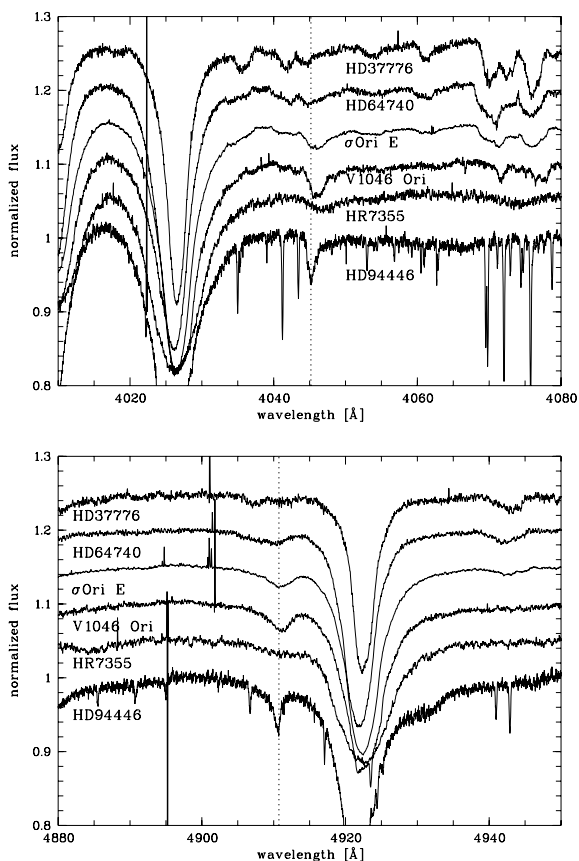 1.3
1.2
1.1
1
0.9
0.8
normalized flux
HD37776
HD64740
σOri E
V1046 Ori
HR7355
HD94446
4020
4040
4060
4080
wavelength [Å]
1.3
1.2
1.1
1
0.9
0.8
normalized flux
HD37776
HD64740
σOri E
V1046 Ori
HR7355
HD94446
4880
4900
4920
4940
wavelength [Å]